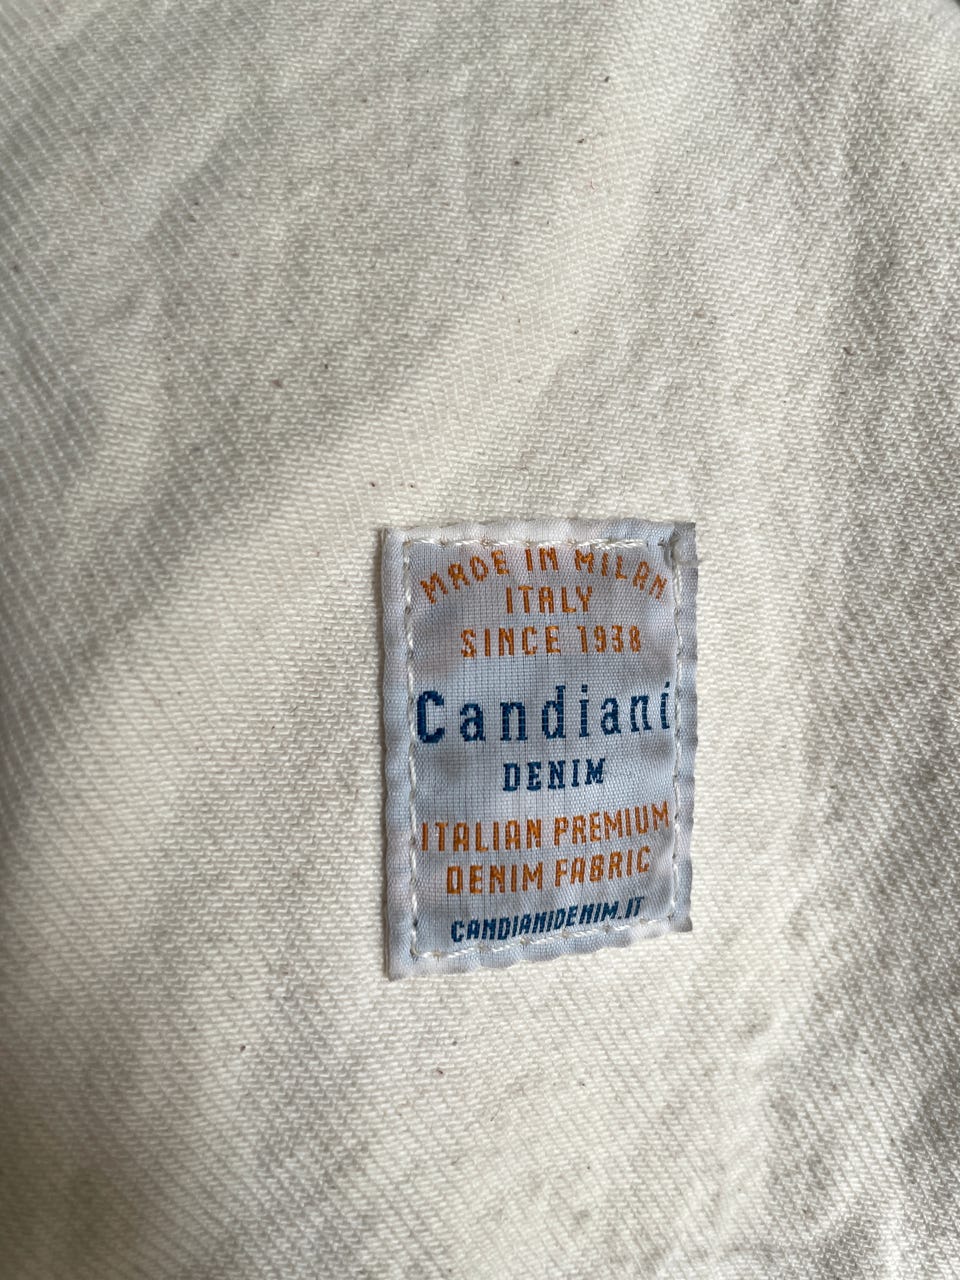 MADE IN MILAN
ITALY
SINCE 1938
Candiani
DENIM
ITALIAN PREMIUM
DENIM FABRIC
CANDIANIDENIM.IT